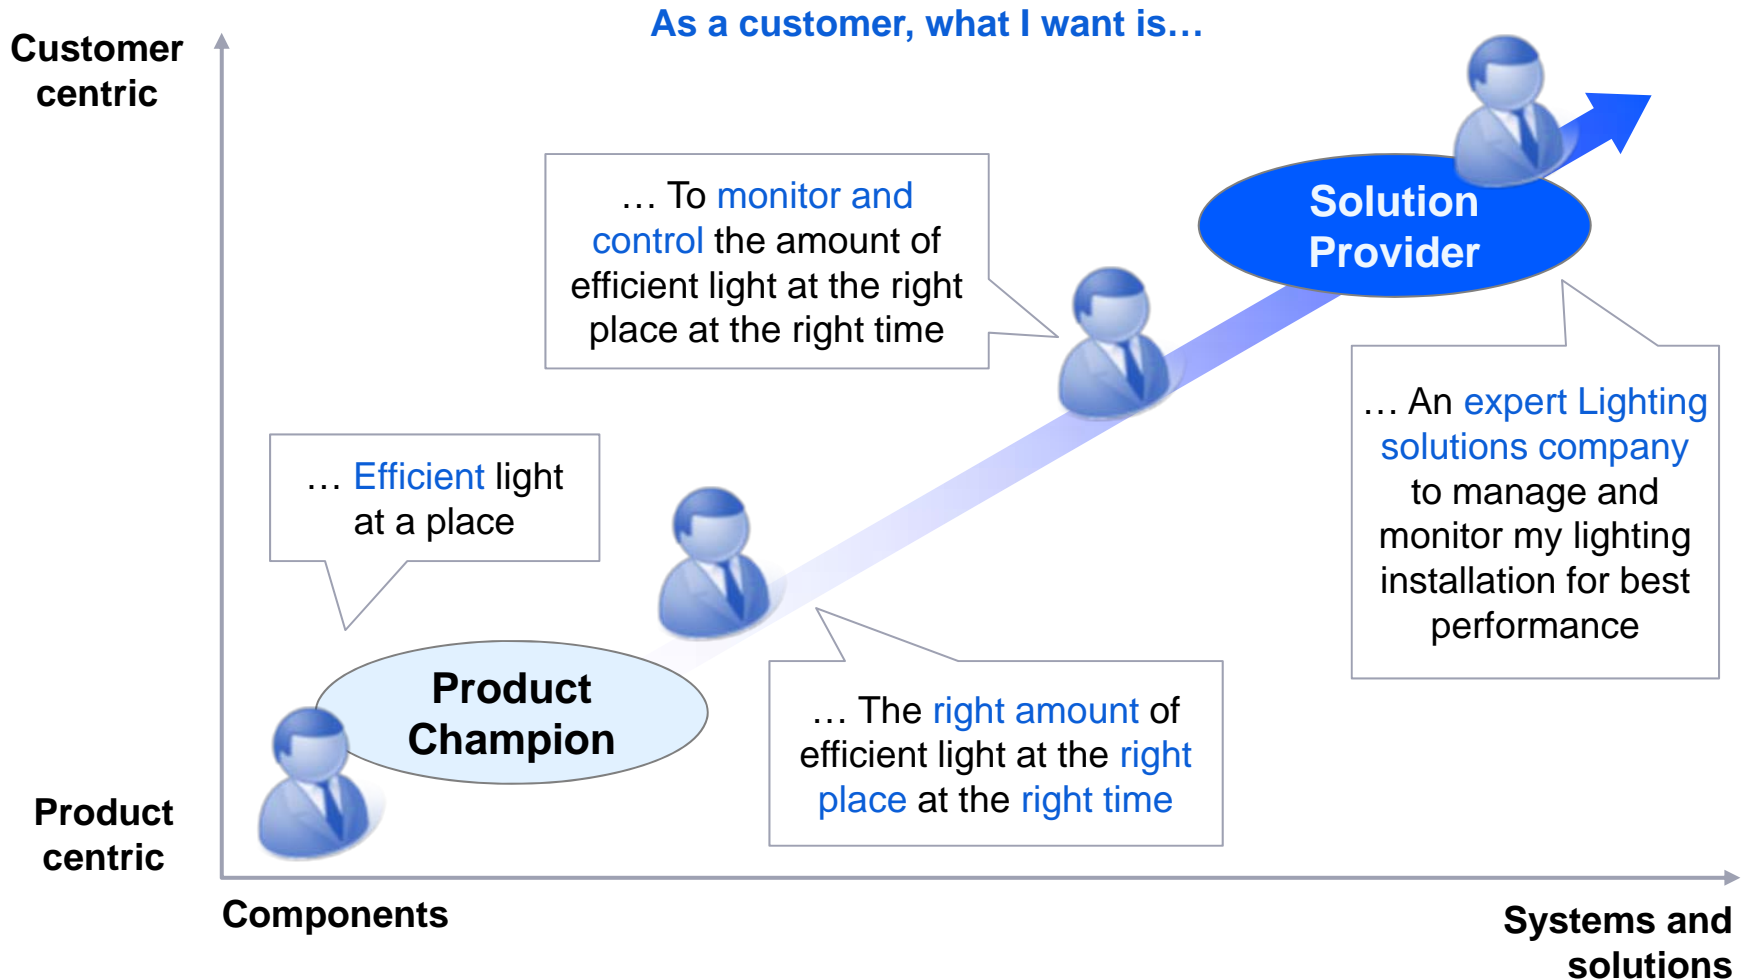 As a customer, what I want is…
Customer
centric
… To monitor and
control the amount of
efficient light at the right
place at the right time
Solution
Provider
… An expert Lighting
solutions company
to manage and
monitor my lighting
installation for best
performance
… Efficient light
at a place
Product
Champion
… The right amount of
efficient light at the right
place at the right time
Product
centric
Components
Systems and
solutions